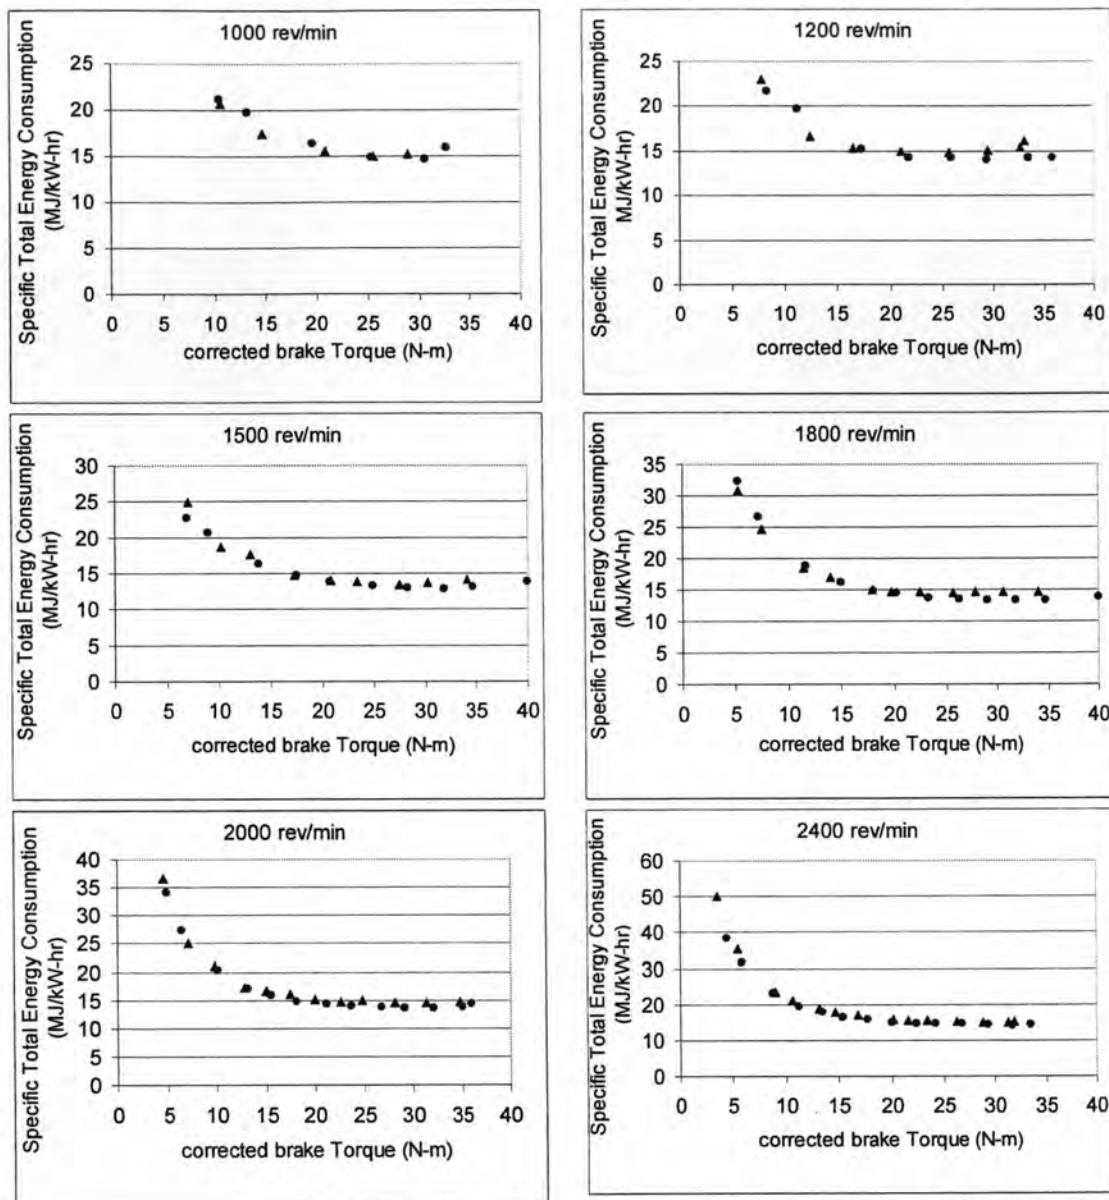 1000 rev/min
Specific Total Energy Consumption
(MJ/kW-hr)
25
20
15
10
5
0
0 5 10 15 20 25 30 35 40
corrected brake Torque (N-m)
1200 rev/min
Specific Total Energy Consumption
MJ/kW-hr)
25
20
15
10
5
0
0 5 10 15 20 25 30 35 40
corrected brake Torque (N-m)
1500 rev/min
Specific Total Energy Consumption
(MJ/kW-hr)
30
25
20
15
10
5
0
0 5 10 15 20 25 30 35 40
corrected brake Torque (N-m)
1800 rev/min
Specific Total Energy Consumption
(MJ/kW-hr)
35
30
25
20
15
10
5
0
0 5 10 15 20 25 30 35 40
corrected brake Torque (N-m)
2000 rev/min
Specific Total Energy Consumption
(MJ/kW-hr)
40
35
30
25
20
15
10
5
0
0 5 10 15 20 25 30 35 40
corrected brake Torque (N-m)
2400 rev/min
Specific Total Energy Consumption
(MJ/kW-hr)
60
50
40
30
20
10
0
0 5 10 15 20 25 30 35 40
corrected brake Torque (N-m)